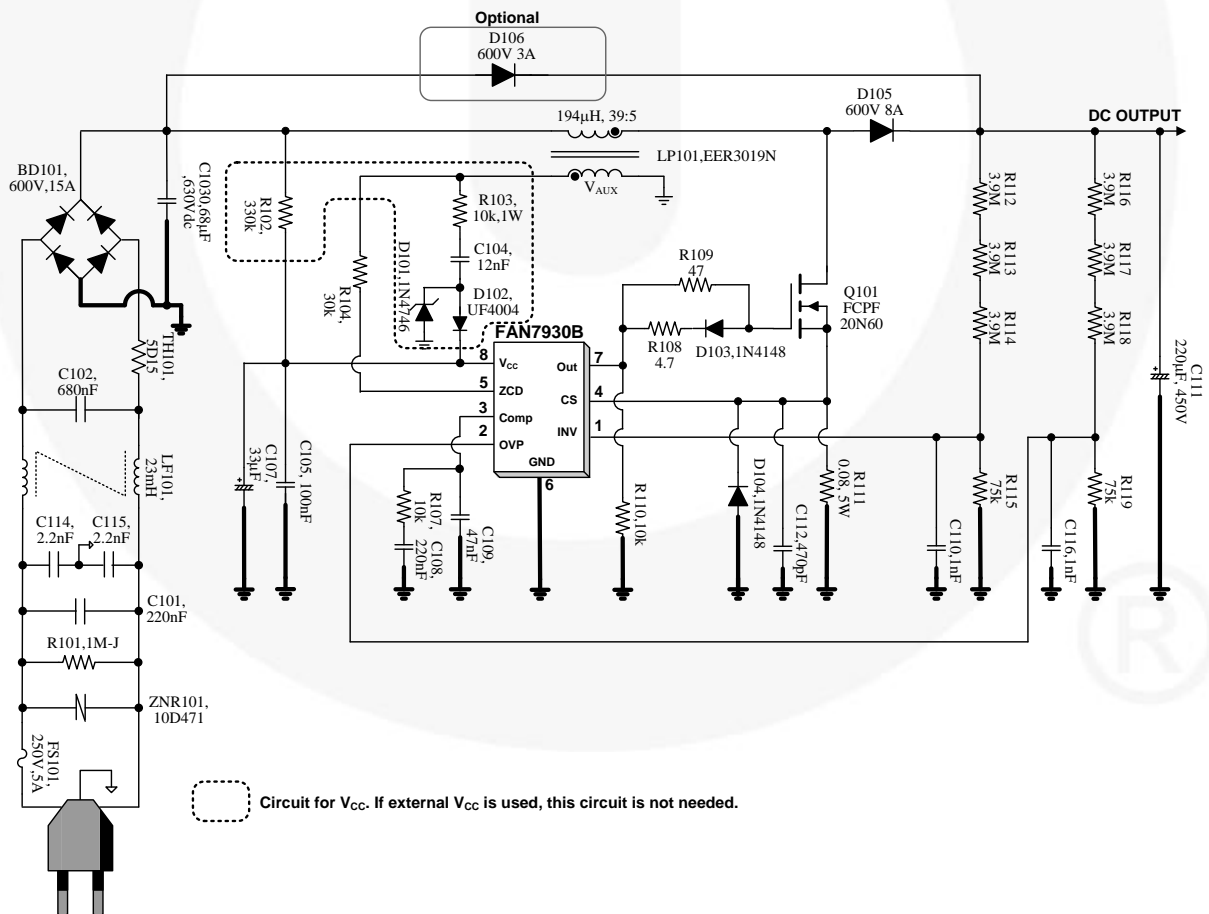 Optional
D106
600V 3A
D105
600V 8A
DC OUTPUT
194µH, 39:5
LP101,EER3019N
VAUX
BD101,
600V,15A
C1030,68µF
,630Vdc
R102,
330k
R103,
10k,1W
C104,
12nF
D101,1N4746
D102,
UF4004
R104,
30k
R109
47
R108
4.7
D103,1N4148
Q101
FCPF
20N60
R112
3.9M
R113
3.9M
R114
3.9M
R116
3.9M
R117
3.9M
R118
3.9M
C111
220µF, 450V
FAN7930B
8
VCC
5
ZCD
3
Comp
2
OVP
GND
6
Out
7
CS
4
INV
1
TH101,
5D15
C102,
680nF
LF101,
23mH
C107,
33µF
C105, 100nF
R107,
10k
C108,
220nF
C109,
47nF
R110,10k
D104,1N4148
C112,470pF
R111
0.08, 5W
C110,1nF
R115
75k
C116,1nF
R119
75k
C114,
2.2nF
C115,
2.2nF
C101,
220nF
R101,1M-J
ZNR101,
10D471
FS101,
250V,5A
Circuit for VCC. If external VCC is used, this circuit is not needed.
®